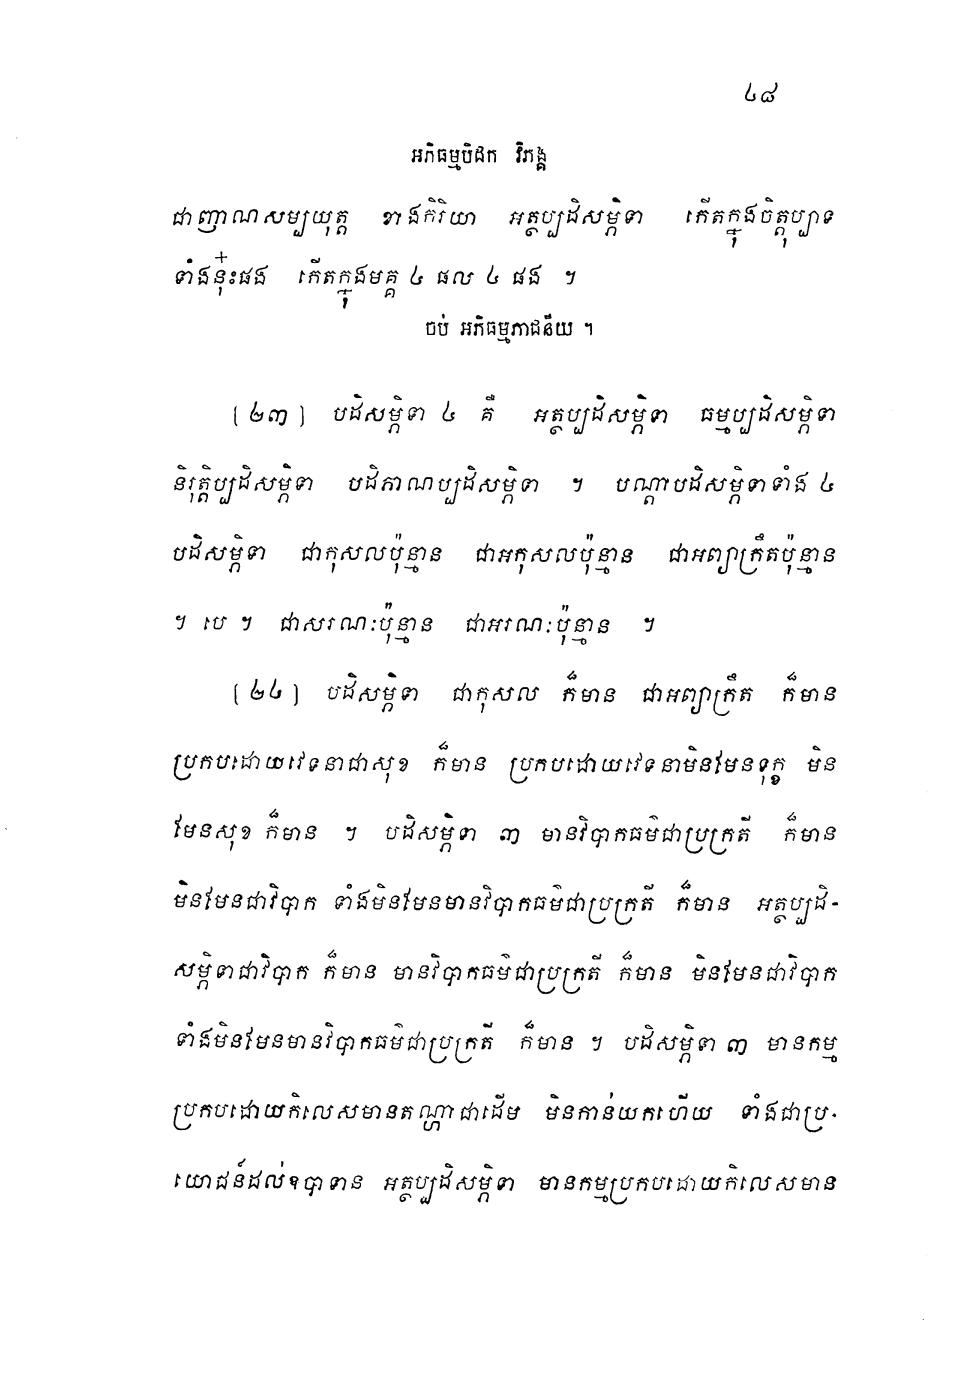 ៤៨
អភិធម្មបិដក វិភង្គ
ជាញាណសម្បយុត្ត ខាងកិរិយា អត្ថប្បដិសម្ភិទា កើតក្នុងចិត្តុប្បាទ
ទាំងនុ៎ះផង កើតក្នុងមគ្គ ៤ ផល ៤ ផង ។
ចប់ អភិធម្មភាជនីយ ។
(២៣) បដិសម្ភិទា ៤ គឺ អត្ថប្បដិសម្ភិទា ធម្មប្បដិសម្ភិទា
និរុត្តិប្បដិសម្ភិទា បដិភាណប្បដិសម្ភិទា ។ បណ្តាបដិសម្ភិទាទាំង ៤
បដិសម្ភិទា ជាកុសលប៉ុន្មាន ជាអកុសលប៉ុន្មាន ជាអព្យាក្រឹតប៉ុន្មាន
។ បេ ។ ជាសរណៈប៉ុន្មាន ជាអរណៈប៉ុន្មាន ។
(២៤) បដិសម្ភិទា ជាកុសល ក៏មាន ជាអព្យាក្រឹត ក៏មាន
ប្រកបដោយវេទនាជាសុខ ក៏មាន ប្រកបដោយវេទនាមិនមែនទុក្ខ មិន
មែនសុខ ក៏មាន ។ បដិសម្ភិទា ៣ មានវិបាកធម៌ជាប្រក្រតី ក៏មាន
មិនមែនជាវិបាក ទាំងមិនមែនមានវិបាកធម៌ជាប្រក្រតី ក៏មាន អត្ថប្បដិ-
សម្ភិទាជាវិបាក ក៏មាន មានវិបាកធម៌ជាប្រក្រតី ក៏មាន មិនមែនជាវិបាក
ទាំងមិនមែនមានវិបាកធម៌ជាប្រក្រតី ក៏មាន ។ បដិសម្ភិទា ៣ មានកម្ម
ប្រកបដោយកិលេសមានតណ្ហាជាដើម មិនកាន់យកហើយ ទាំងជាប្រ-
យោជន៍ដល់ឧបាទាន អត្ថប្បដិសម្ភិទា មានកម្មប្រកបដោយកិលេសមាន